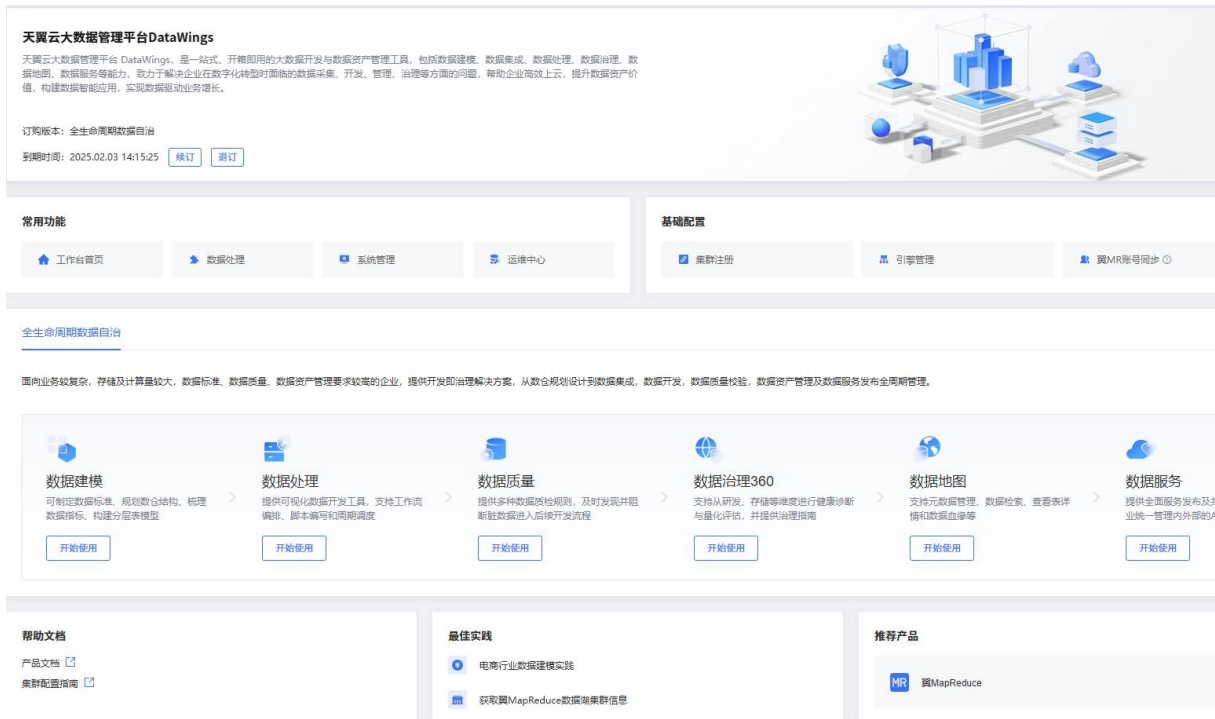 天翼云大数据管理平台DataWings
天翼云大数据管理平台 DataWings，是一站式、开箱即用的大数据开发与数据资产管理工具，包括数据建模、数据集成、数据处理、数据治理、数
据地图、数据服务等能力，致力于解决企业在数字化转型时面临的数据采集、开发、管理、治理等方面的问题，帮助企业高效上云，提升数据资产价
值，构建数据智能应用，实现数据驱动业务增长。
订购版本：全生命周期数据自治
到期时间：2025.02.03 14:15:25 续订 退订
常用功能
工作台首页 数据处理 系统管理 运维中心
基础配置
集群注册 引擎管理 翼MR账号同步
全生命周期数据自治
面向业务较复杂，存储及计算量较大，数据标准、数据质量、数据资产管理要求较高的企业，提供开发即治理解决方案，从数仓规划设计到数据集成，数据开发，数据质量校验，数据资产管理及数据服务发布全周期管理。
数据建模
可制定数据标准、规划数仓结构、梳理
数据指标、构建分层表模型
开始使用
数据处理
提供可视化数据开发工具，支持工作流
编排、脚本编写和周期调度
开始使用
数据质量
提供多种数据质检规则，及时发现并阻
断脏数据进入后续开发流程
开始使用
数据治理360
支持从研发、存储等维度进行健康诊断
与量化评估，并提供治理指南
开始使用
数据地图
支持元数据管理、数据检索、查看表详
情和数据血缘等
开始使用
数据服务
提供全面服务发布及
业统一管理内外部的A
开始使用
帮助文档
产品文档
集群配置指南
最佳实践
电商行业数据建模实践
获取翼MapReduce数据湖集群信息
推荐产品
MR 翼MapReduce